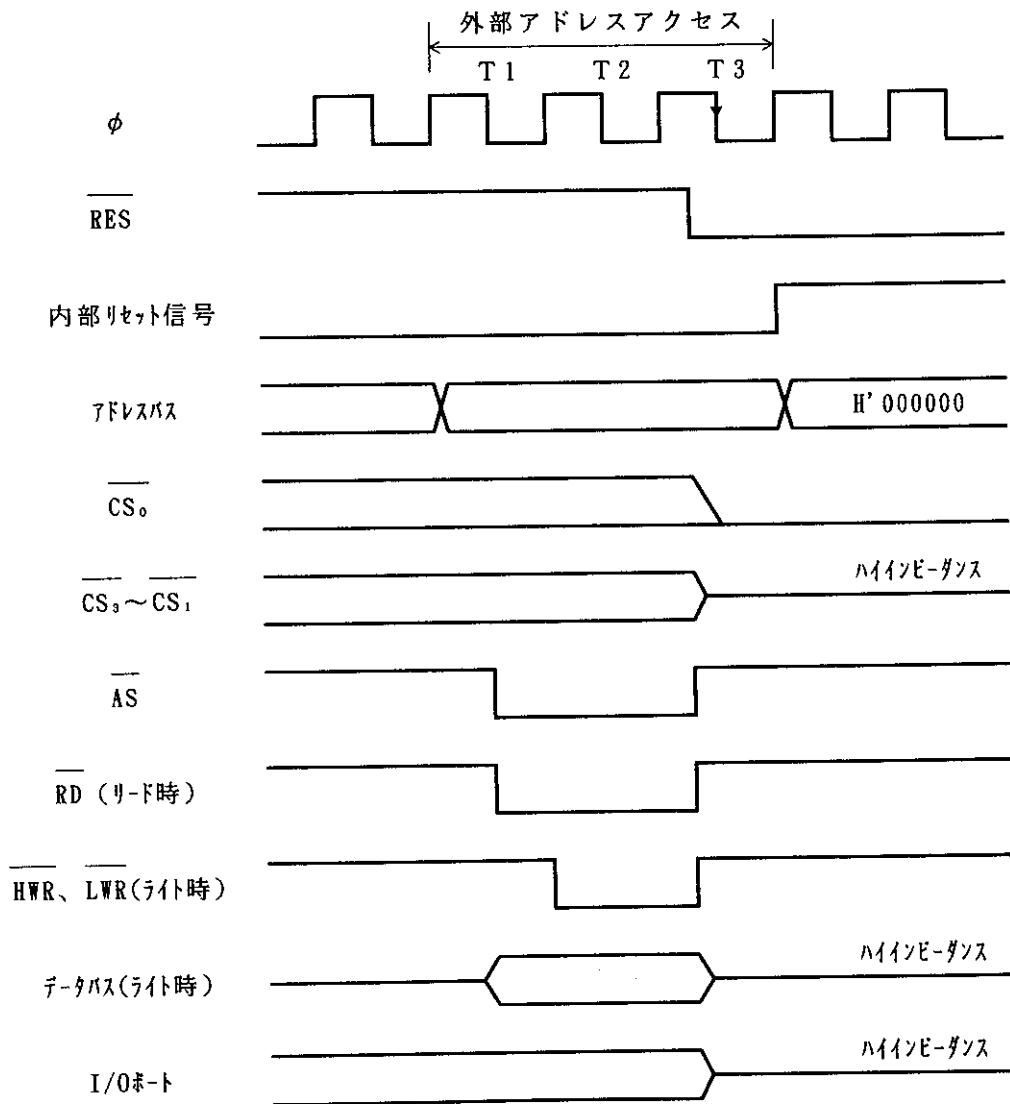 外部アドレスアクセス
T1 T2 T3
φ
RES
内部リセット信号
アドレスバス
H'000000
CS₀
CS₃~CS₁
ハイインピーダンス
AS
RD (リード時)
HWR、LWR(ライト時)
データバス(ライト時)
ハイインピーダンス
I/Oポート
ハイインピーダンス